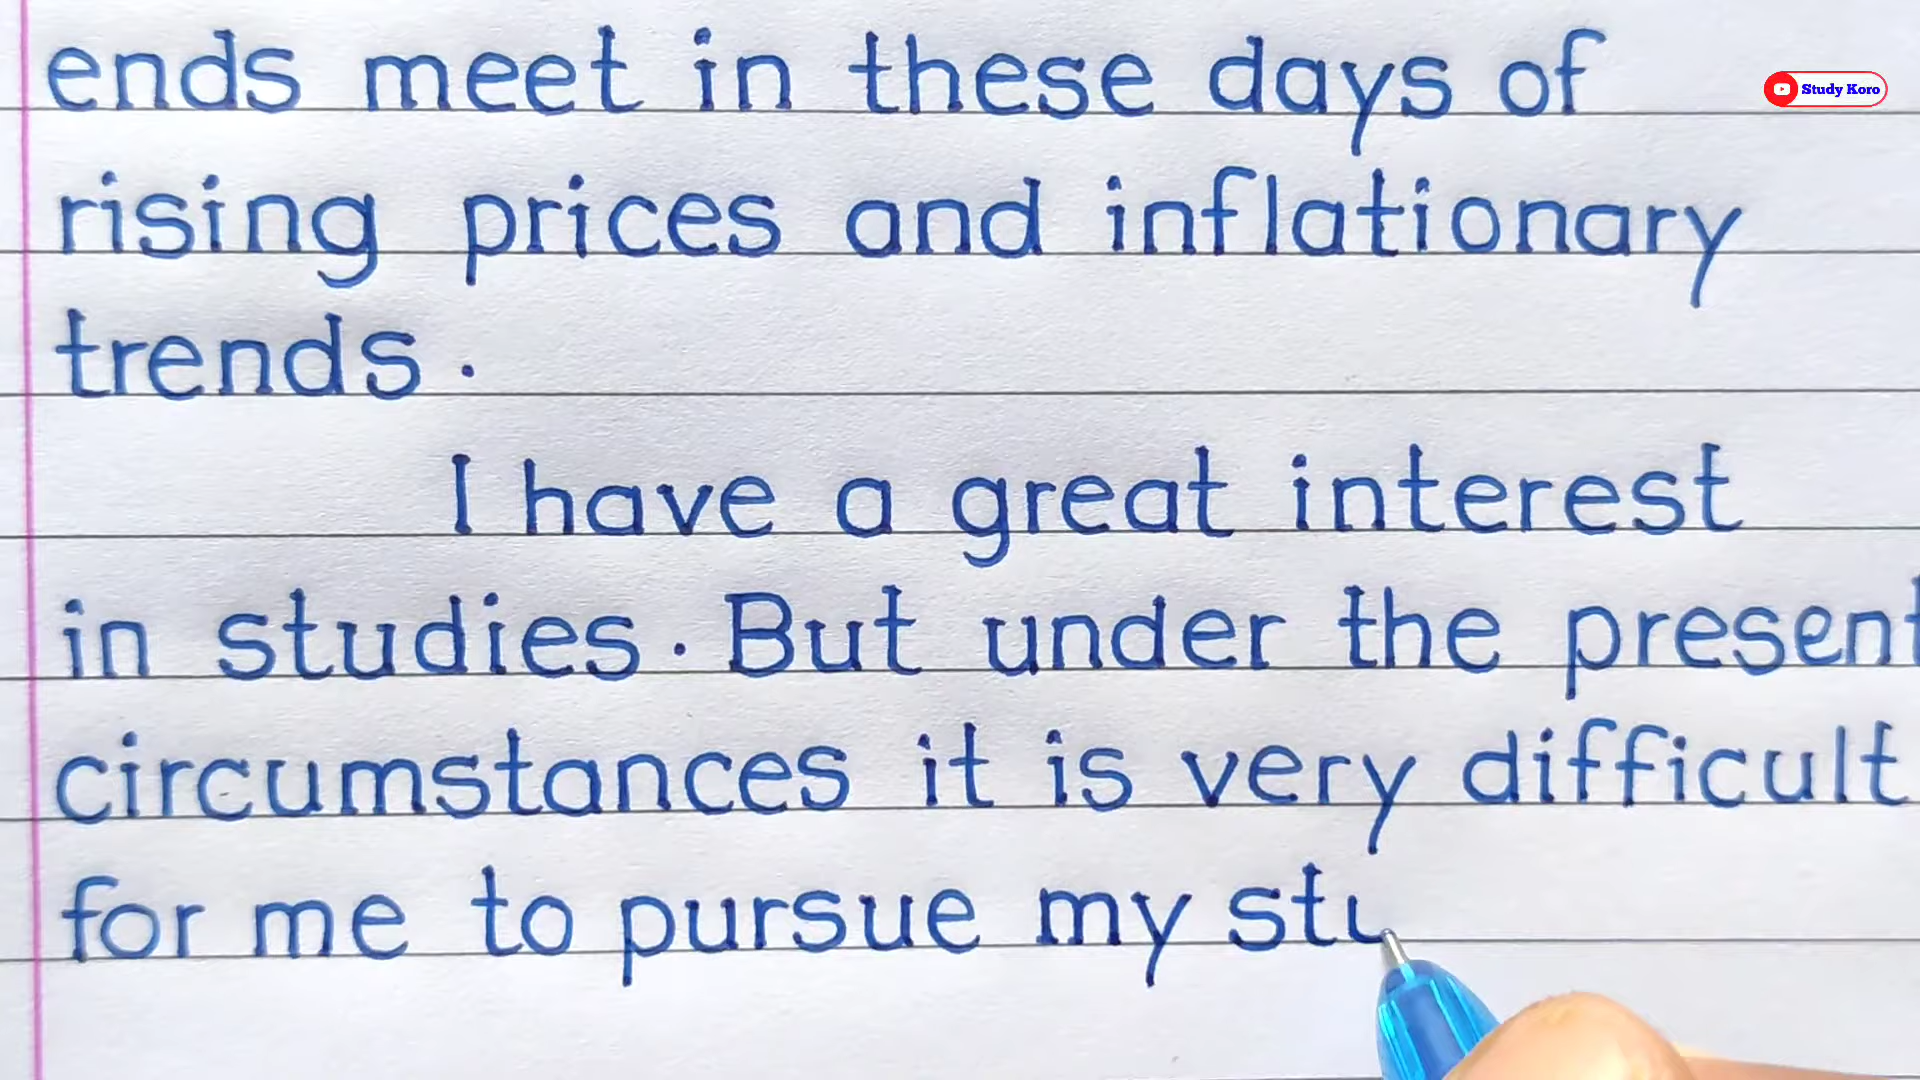 ends meet in these days of
Study Koro
rising prices and inflationary
trends.
I have a great interest
in studies. But under the present
circumstances it is very difficult
for me to pursue my stu